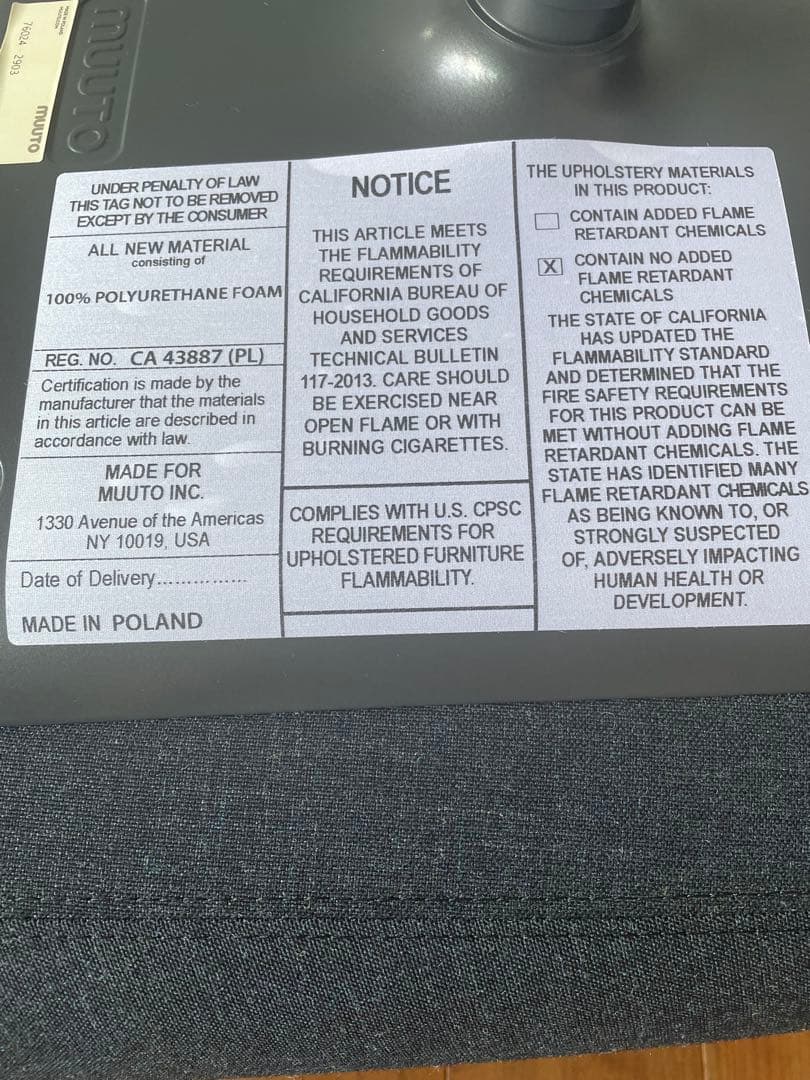 76024 2903
muuto
MUUTO
UNDER PENALTY OF LAW
THIS TAG NOT TO BE REMOVED
EXCEPT BY THE CONSUMER
ALL NEW MATERIAL
consisting of
100% POLYURETHANE FOAM
REG. NO. CA 43887 (PL)
Certification is made by the
manufacturer that the materials
in this article are described in
accordance with law.
MADE FOR
MUUTO INC.
1330 Avenue of the Americas
NY 10019, USA
Date of Delivery...............
MADE IN POLAND
NOTICE
THIS ARTICLE MEETS
THE FLAMMABILITY
REQUIREMENTS OF
CALIFORNIA BUREAU OF
HOUSEHOLD GOODS
AND SERVICES
TECHNICAL BULLETIN
117-2013. CARE SHOULD
BE EXERCISED NEAR
OPEN FLAME OR WITH
BURNING CIGARETTES.
COMPLIES WITH U.S. CPSC
REQUIREMENTS FOR
UPHOLSTERED FURNITURE
FLAMMABILITY.
THE UPHOLSTERY MATERIALS
IN THIS PRODUCT:
CONTAIN ADDED FLAME
RETARDANT CHEMICALS
X CONTAIN NO ADDED
FLAME RETARDANT
CHEMICALS
THE STATE OF CALIFORNIA
HAS UPDATED THE
FLAMMABILITY STANDARD
AND DETERMINED THAT THE
FIRE SAFETY REQUIREMENTS
FOR THIS PRODUCT CAN BE
MET WITHOUT ADDING FLAME
RETARDANT CHEMICALS. THE
STATE HAS IDENTIFIED MANY
FLAME RETARDANT CHEMICALS
AS BEING KNOWN TO, OR
STRONGLY SUSPECTED
OF, ADVERSELY IMPACTING
HUMAN HEALTH OR
DEVELOPMENT.